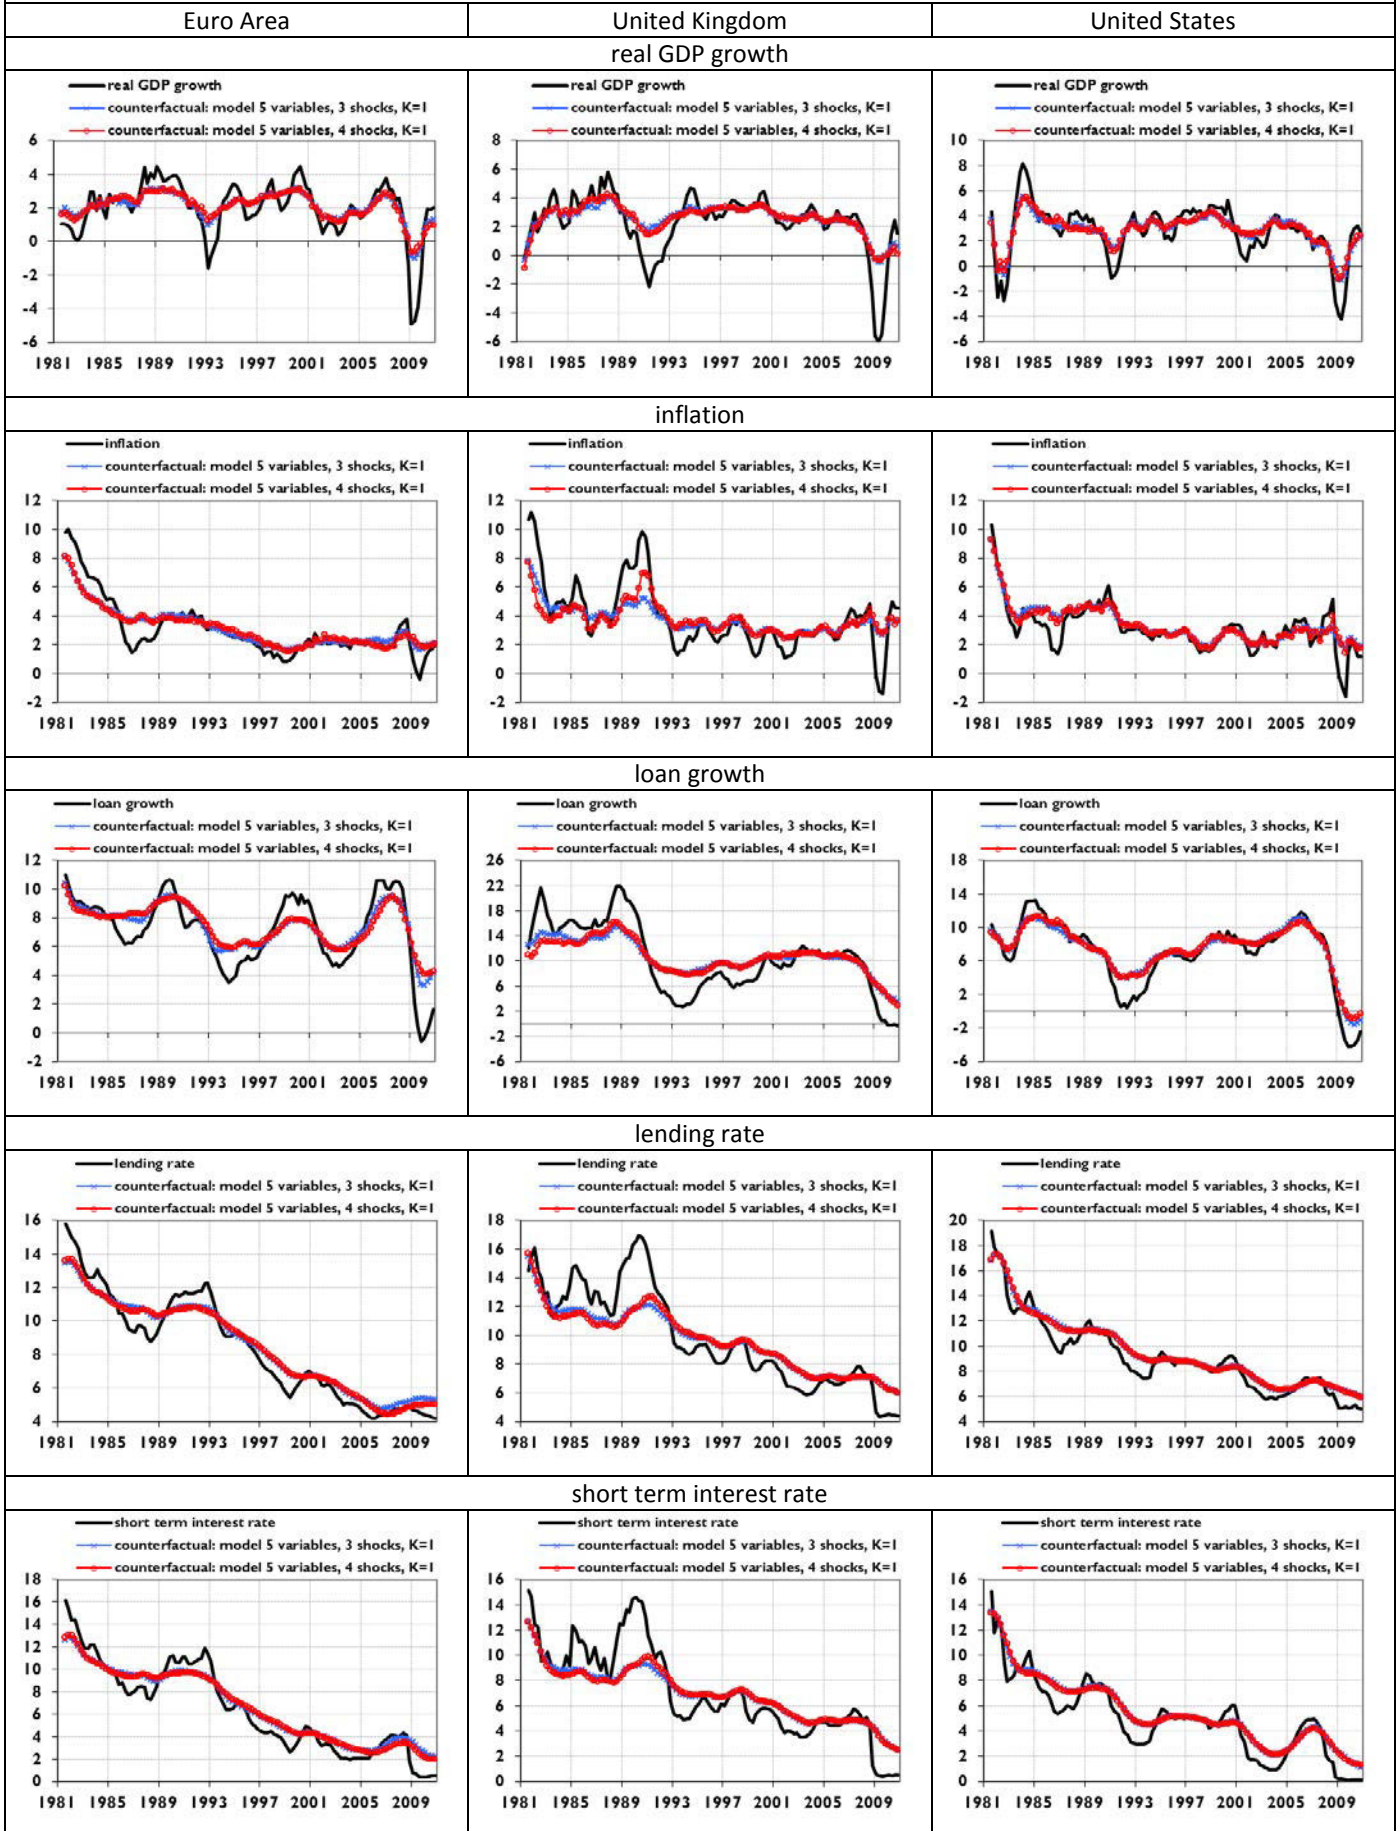 Euro Area
United Kingdom
United States
real GDP growth
real GDP growth
counterfactual: model 5 variables, 3 shocks, K=1
counterfactual: model 5 variables, 4 shocks, K=1
6
4
2
0
-2
-4
-6
1981 1985 1989 1993 1997 2001 2005 2009
real GDP growth
counterfactual: model 5 variables, 3 shocks, K=1
counterfactual: model 5 variables, 4 shocks, K=1
8
6
4
2
0
-2
-4
-6
1981 1985 1989 1993 1997 2001 2005 2009
real GDP growth
counterfactual: model 5 variables, 3 shocks, K=1
counterfactual: model 5 variables, 4 shocks, K=1
10
8
6
4
2
0
-2
-4
-6
1981 1985 1989 1993 1997 2001 2005 2009
inflation
inflation
counterfactual: model 5 variables, 3 shocks, K=1
counterfactual: model 5 variables, 4 shocks, K=1
12
10
8
6
4
2
0
-2
1981 1985 1989 1993 1997 2001 2005 2009
inflation
counterfactual: model 5 variables, 3 shocks, K=1
counterfactual: model 5 variables, 4 shocks, K=1
12
10
8
6
4
2
0
-2
1981 1985 1989 1993 1997 2001 2005 2009
inflation
counterfactual: model 5 variables, 3 shocks, K=1
counterfactual: model 5 variables, 4 shocks, K=1
12
10
8
6
4
2
0
-2
1981 1985 1989 1993 1997 2001 2005 2009
loan growth
loan growth
counterfactual: model 5 variables, 3 shocks, K=1
counterfactual: model 5 variables, 4 shocks, K=1
12
10
8
6
4
2
0
-2
1981 1985 1989 1993 1997 2001 2005 2009
loan growth
counterfactual: model 5 variables, 3 shocks, K=1
counterfactual: model 5 variables, 4 shocks, K=1
26
22
18
14
10
6
2
-2
-6
1981 1985 1989 1993 1997 2001 2005 2009
loan growth
counterfactual: model 5 variables, 3 shocks, K=1
counterfactual: model 5 variables, 4 shocks, K=1
18
14
10
6
2
-2
-6
1981 1985 1989 1993 1997 2001 2005 2009
lending rate
lending rate
counterfactual: model 5 variables, 3 shocks, K=1
counterfactual: model 5 variables, 4 shocks, K=1
16
14
12
10
8
6
4
1981 1985 1989 1993 1997 2001 2005 2009
lending rate
counterfactual: model 5 variables, 3 shocks, K=1
counterfactual: model 5 variables, 4 shocks, K=1
18
16
14
12
10
8
6
4
1981 1985 1989 1993 1997 2001 2005 2009
lending rate
counterfactual: model 5 variables, 3 shocks, K=1
counterfactual: model 5 variables, 4 shocks, K=1
20
18
16
14
12
10
8
6
4
1981 1985 1989 1993 1997 2001 2005 2009
short term interest rate
short term interest rate
counterfactual: model 5 variables, 3 shocks, K=1
counterfactual: model 5 variables, 4 shocks, K=1
18
16
14
12
10
8
6
4
2
0
1981 1985 1989 1993 1997 2001 2005 2009
short term interest rate
counterfactual: model 5 variables, 3 shocks, K=1
counterfactual: model 5 variables, 4 shocks, K=1
16
14
12
10
8
6
4
2
0
1981 1985 1989 1993 1997 2001 2005 2009
short term interest rate
counterfactual: model 5 variables, 3 shocks, K=1
counterfactual: model 5 variables, 4 shocks, K=1
16
14
12
10
8
6
4
2
0
1981 1985 1989 1993 1997 2001 2005 2009